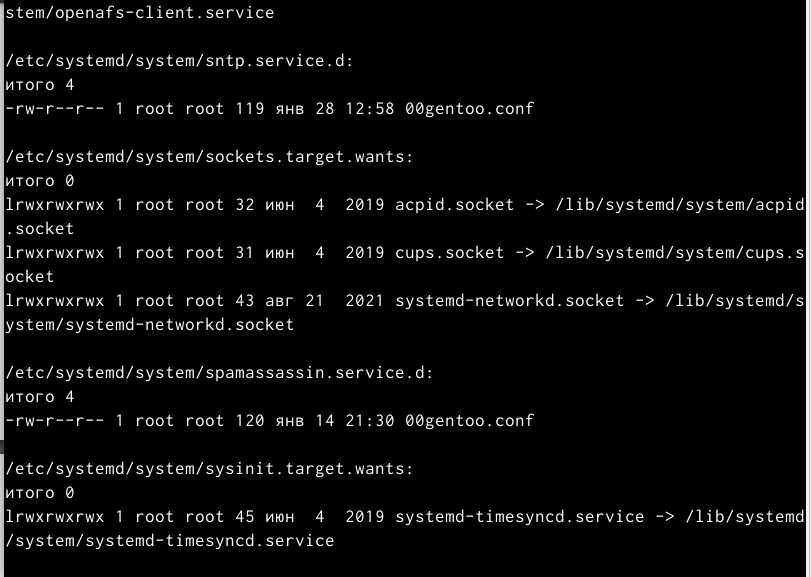 stem/openafs-client.service
/etc/systemd/system/sntp.service.d:
итого 4
-rw-r--r-- 1 root root 119 янв 28 12:58 00gentoo.conf
/etc/systemd/system/sockets.target.wants:
итого 0
lrwxrwxrwx 1 root root 32 июн  4  2019 acpid.socket -> /lib/systemd/system/acpid
.socket
lrwxrwxrwx 1 root root 31 июн  4  2019 cups.socket -> /lib/systemd/system/cups.s
ocket
lrwxrwxrwx 1 root root 43 авг 21  2021 systemd-networkd.socket -> /lib/systemd/s
ystem/systemd-networkd.socket
/etc/systemd/system/spamassassin.service.d:
итого 4
-rw-r--r-- 1 root root 120 янв 14 21:30 00gentoo.conf
/etc/systemd/system/sysinit.target.wants:
итого 0
lrwxrwxrwx 1 root root 45 июн  4  2019 systemd-timesyncd.service -> /lib/systemd
/system/systemd-timesyncd.service